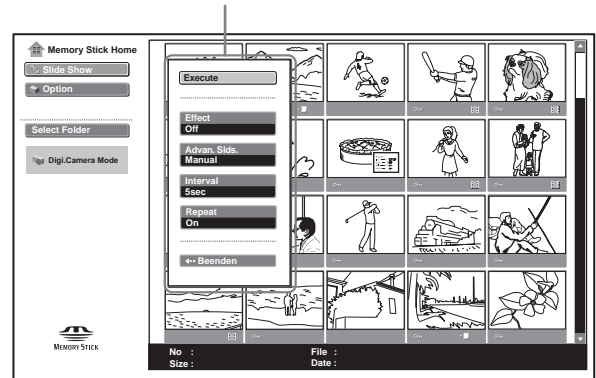 Memory Stick Home
Slide Show
Option
Select Folder
Digi.Camera Mode
MEMORY STICK
Execute
Effect
Off
Advan. Slds.
Manual
Interval
5sec
Repeat
On
Beenden
No :
File :
Size :
Date :